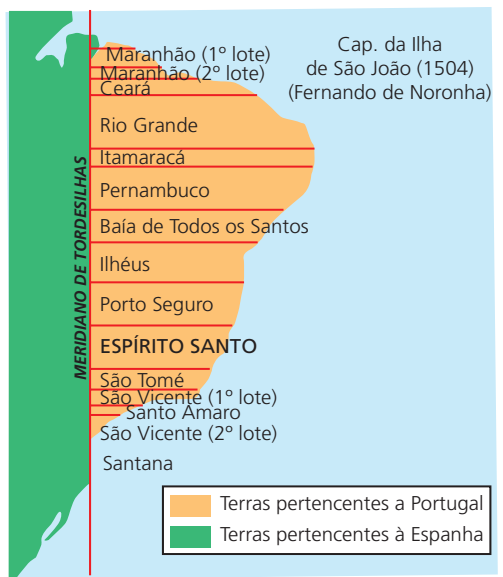 Cap. da Ilha
de São João (1504)
(Fernando de Noronha)
Maranhão (1º lote)
Maranhão (2º lote)
Ceará
Rio Grande
Itamaracá
Pernambuco
Baía de Todos os Santos
Ilhéus
Porto Seguro
ESPÍRITO SANTO
São Tomé
São Vicente (1º lote)
Santo Amaro
São Vicente (2º lote)
Santana
MERIDIANO DE TORDESILHAS
Terras pertencentes a Portugal
Terras pertencentes à Espanha